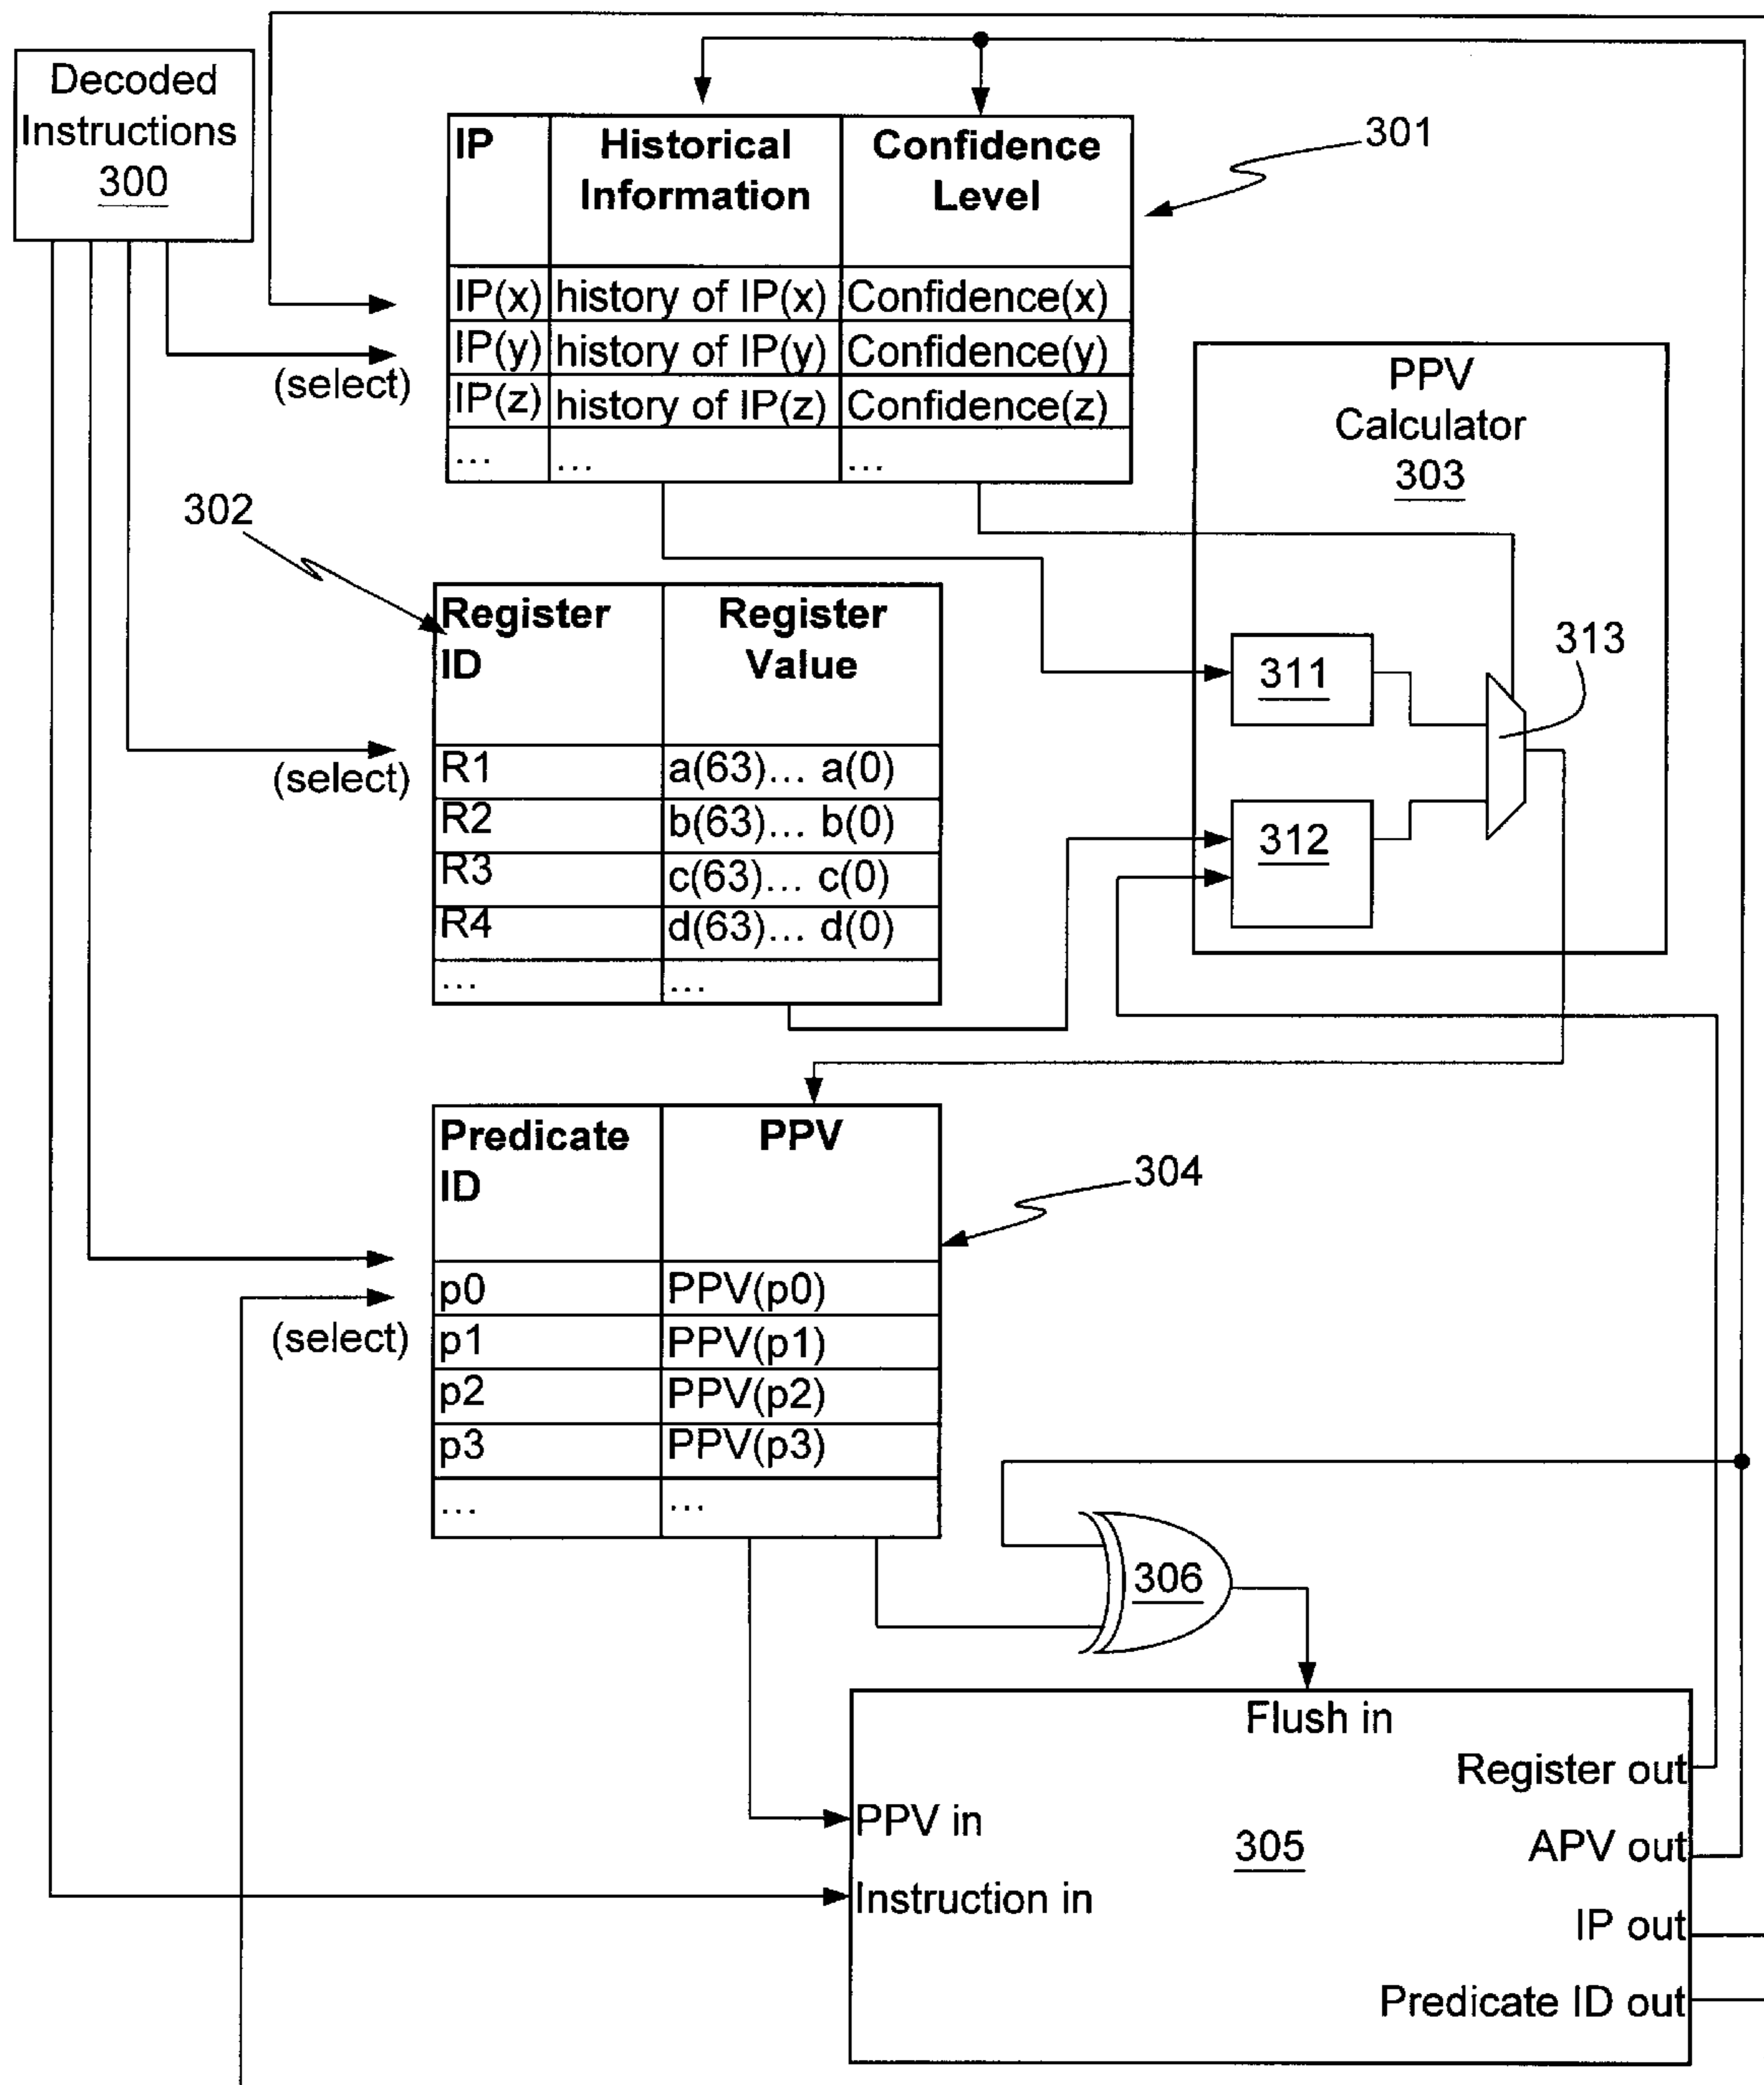 Decoded
Instructions
300
IP
Historical
Information
Confidence
Level
301
IP(x)
history of IP(x)
Confidence(x)
IP(y)
history of IP(y)
Confidence(y)
(select)
IP(z)
history of IP(z)
Confidence(z)
...
...
...
PPV
Calculator
303
302
Register
ID
Register
Value
311
313
312
(select)
R1
a(63)... a(0)
R2
b(63)... b(0)
R3
c(63)... c(0)
R4
d(63)... d(0)
...
...
Predicate
ID
PPV
304
p0
PPV(p0)
(select)
p1
PPV(p1)
p2
PPV(p2)
p3
PPV(p3)
...
...
306
Flush in
Register out
PPV in
305
APV out
Instruction in
IP out
Predicate ID out